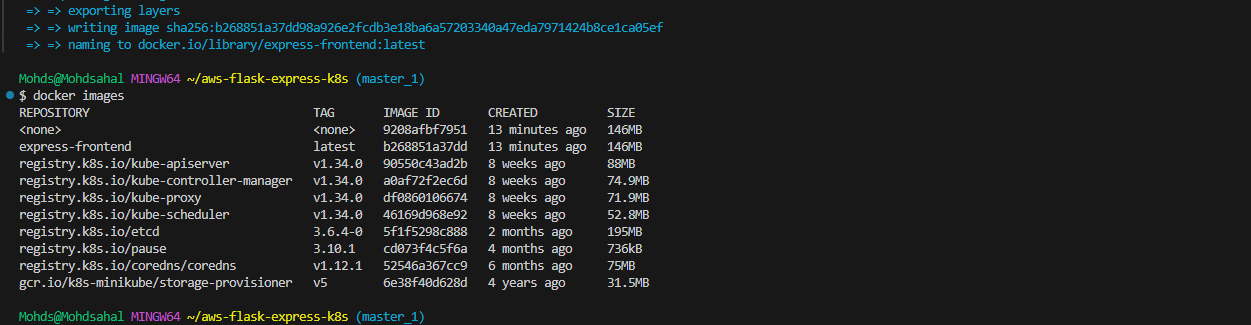 => => exporting layers
=> => writing image sha256:b268851a37dd98a926e2fcdb3e18ba6a57203340a47eda7971424b8ce1ca05ef
=> => naming to docker.io/library/express-frontend:latest
Mohds@Mohdsahal MINGW64 ~/aws-flask-express-k8s (master_1)
$ docker images
REPOSITORY TAG IMAGE ID CREATED SIZE
<none> <none> 9208afbf7951 13 minutes ago 146MB
express-frontend latest b268851a37dd 13 minutes ago 146MB
registry.k8s.io/kube-apiserver v1.34.0 90550c43ad2b 8 weeks ago 88MB
registry.k8s.io/kube-controller-manager v1.34.0 a0af72f2ec6d 8 weeks ago 74.9MB
registry.k8s.io/kube-proxy v1.34.0 df0860106674 8 weeks ago 71.9MB
registry.k8s.io/kube-scheduler v1.34.0 46169d968e92 8 weeks ago 52.8MB
registry.k8s.io/etcd 3.6.4-0 5f1f5298c888 2 months ago 195MB
registry.k8s.io/pause 3.10.1 cd073f4c5f6a 4 months ago 736kB
registry.k8s.io/coredns/coredns v1.12.1 52546a367cc9 6 months ago 75MB
gcr.io/k8s-minikube/storage-provisioner v5 6e38f40d628d 4 years ago 31.5MB
Mohds@Mohdsahal MINGW64 ~/aws-flask-express-k8s (master_1)